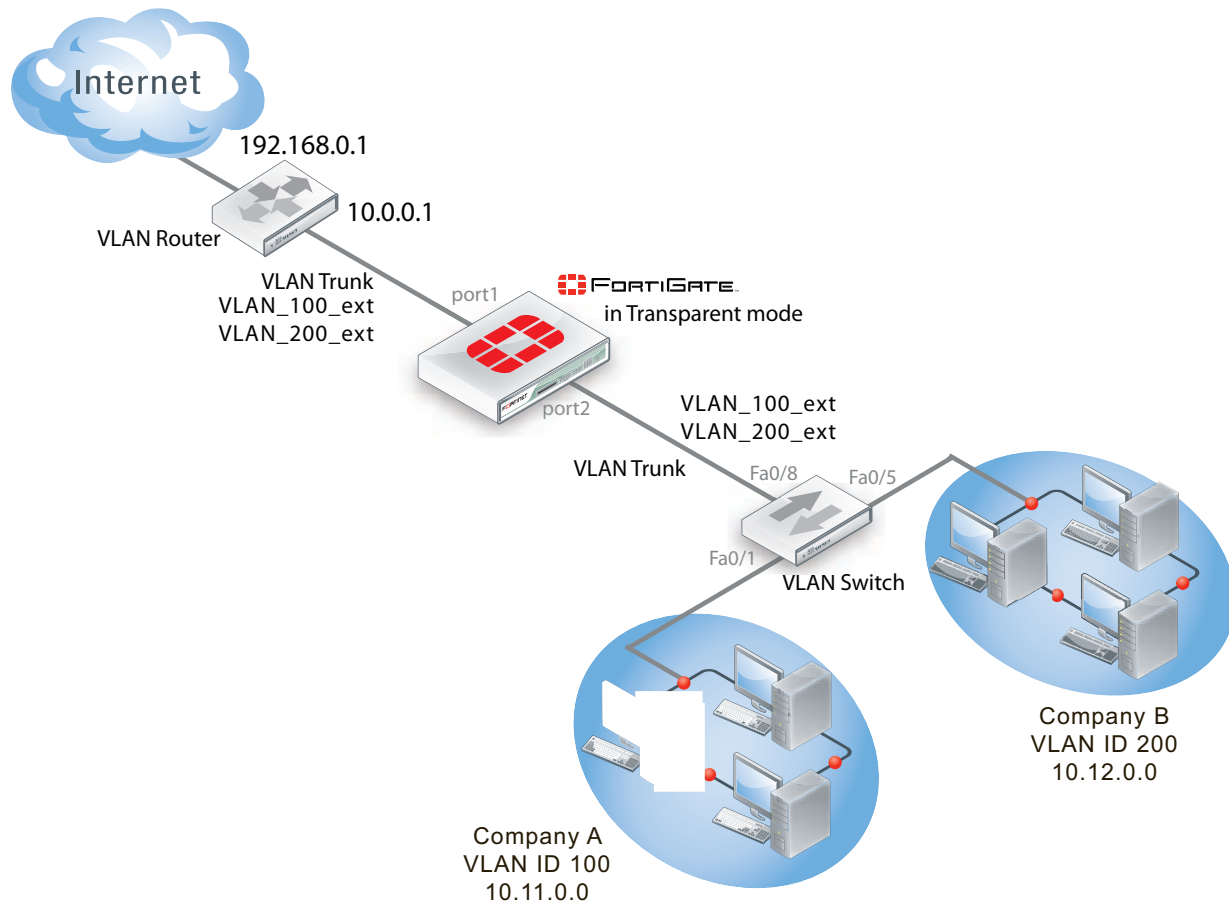 Internet
192.168.0.1
10.0.0.1
VLAN Router
VLAN Trunk
VLAN_100_ext
VLAN_200_ext
port1
FORTIGATE
in Transparent mode
FORTINET
port2
VLAN_100_ext
VLAN_200_ext
VLAN Trunk
Fa0/8
Fa0/5
Fa0/1
VLAN Switch
Company B
VLAN ID 200
10.12.0.0
Company A
VLAN ID 100
10.11.0.0